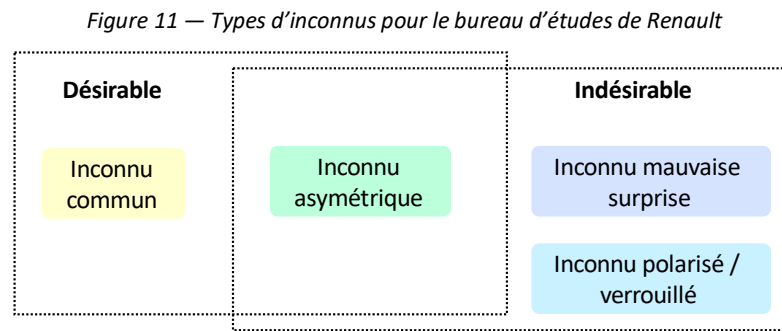 Figure 11 — Types d’inconnus pour le bureau d’études de Renault
Désirable
Indésirable
Inconnu
commun
Inconnu
asymétrique
Inconnu mauvaise
surprise
Inconnu polarisé /
verrouillé